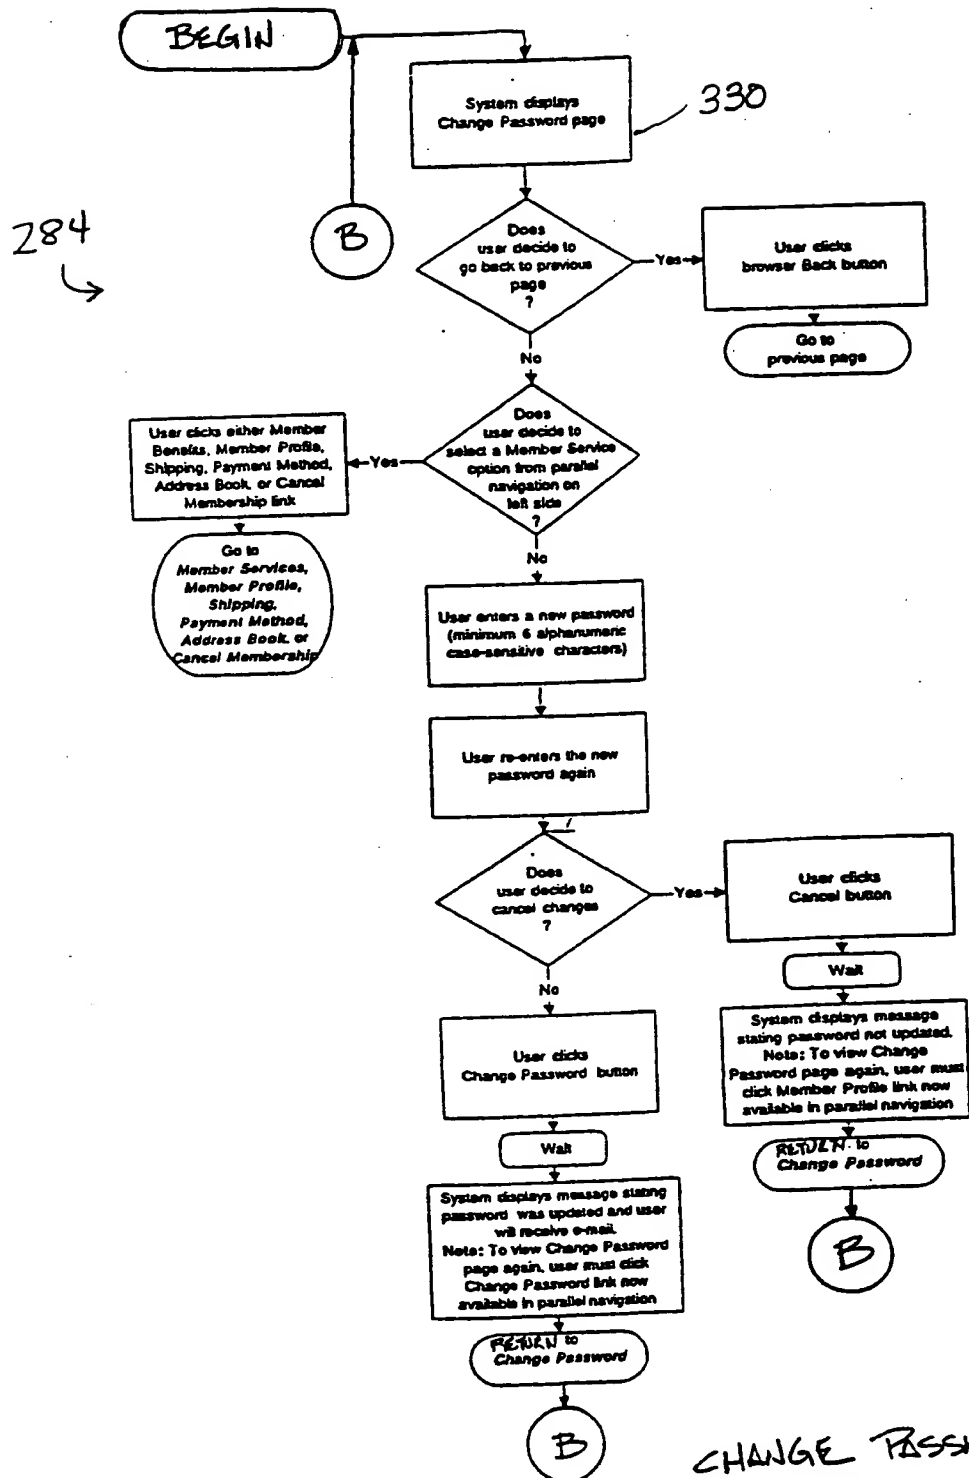 BEGIN
System displays
Change Password page
330
B
284
Does
user decide to
go back to previous
page
?
Yes
User clicks
browser Back button
Go to
previous page
No
Does
user decide to
select a Member Service
option from parallel
navigation on
left side
?
Yes
User clicks either Member
Benefits, Member Profile,
Shipping, Payment Method,
Address Book, or Cancel
Membership link
Go to
Member Services,
Member Profile,
Shipping,
Payment Method,
Address Book, or
Cancel Membership
No
User enters a new password
(minimum 6 alphanumeric
case-sensitive characters)
User re-enters the new
password again
Does
user decide to
cancel changes
?
Yes
User clicks
Cancel button
Wait
System displays message
stating password not updated.
Note: To view Change
Password page again, user must
click Member Profile link now
available in parallel navigation
RETURN to
Change Password
B
No
User clicks
Change Password button
Wait
System displays message stating
password was updated and user
will receive e-mail.
Note: To view Change Password
page again, user must click
Change Password link now
available in parallel navigation
RETURN to
Change Password
B
CHANGE